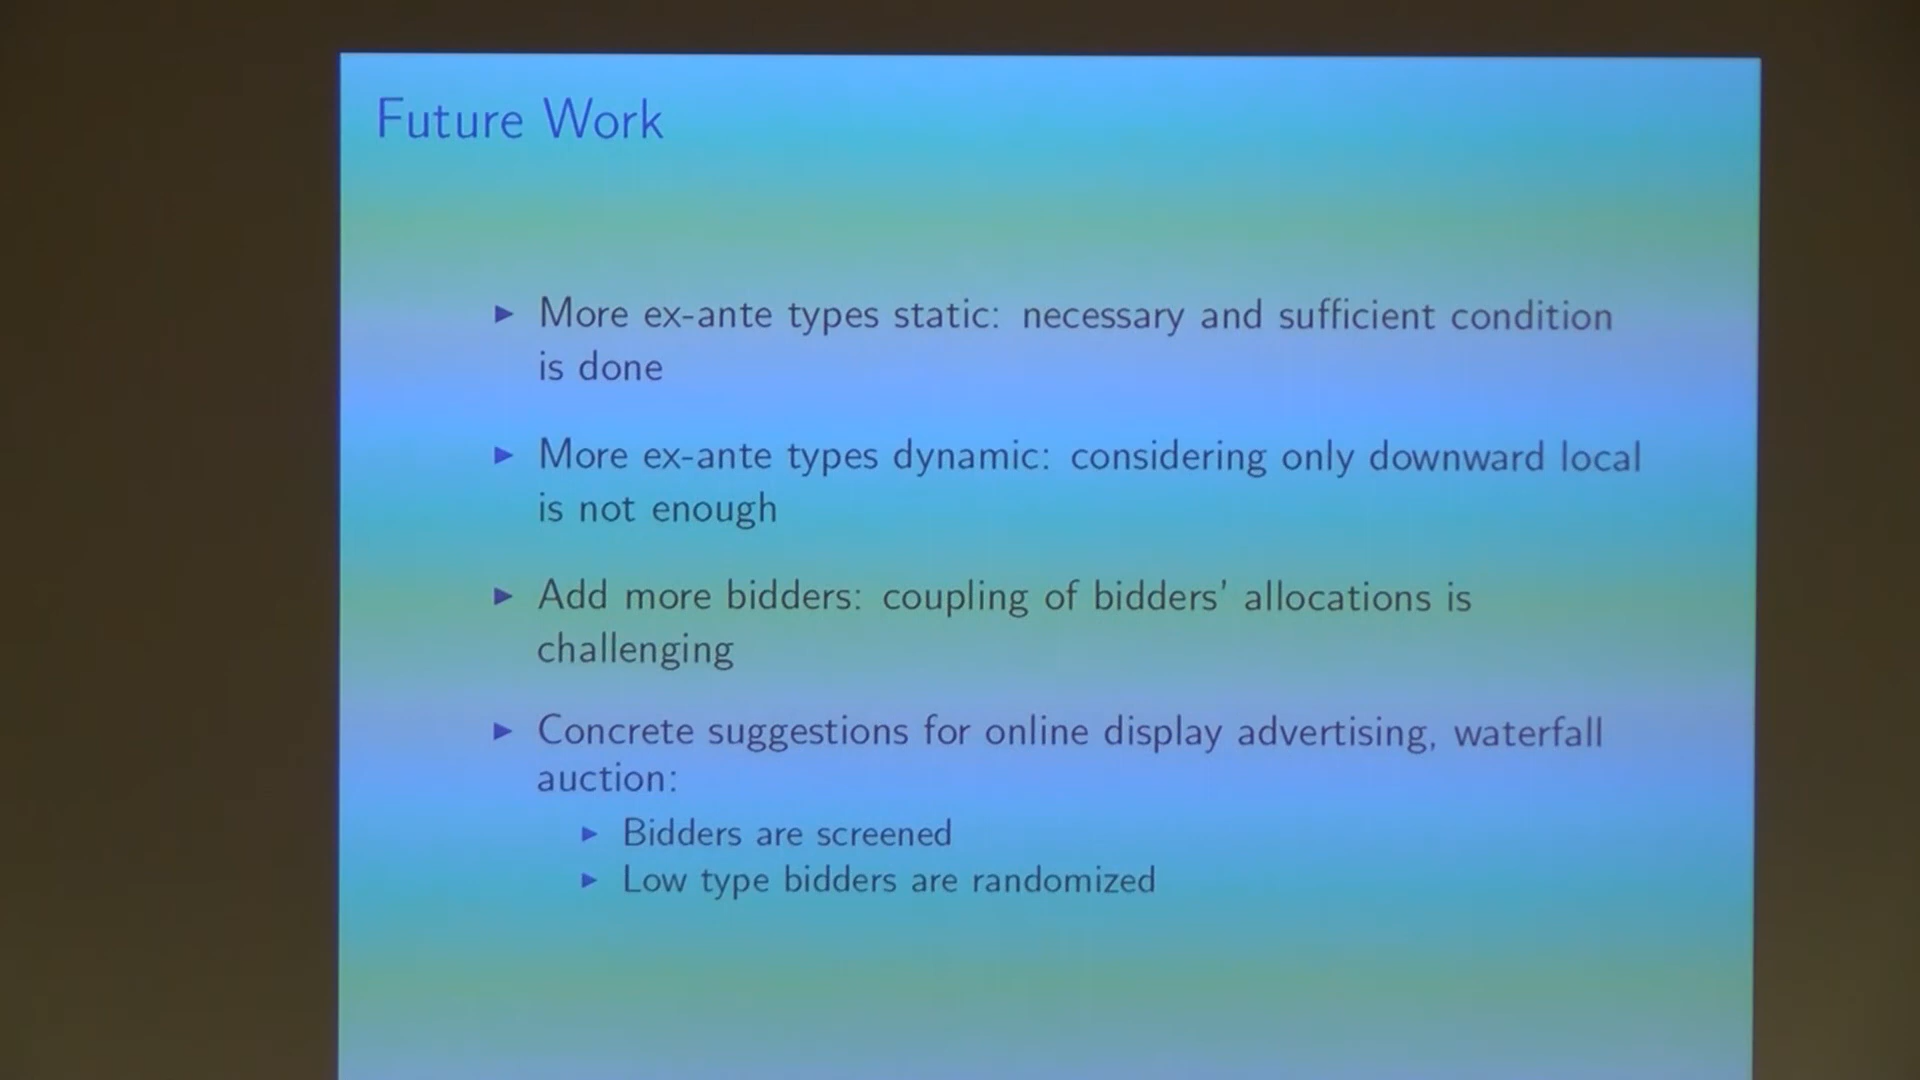 Future Work
More ex-ante types static: necessary and sufficient condition
is done
More ex-ante types dynamic: considering only downward local
is not enough
Add more bidders: coupling of bidders' allocations is
challenging
Concrete suggestions for online display advertising, waterfall
auction:
Bidders are screened
Low type bidders are randomized